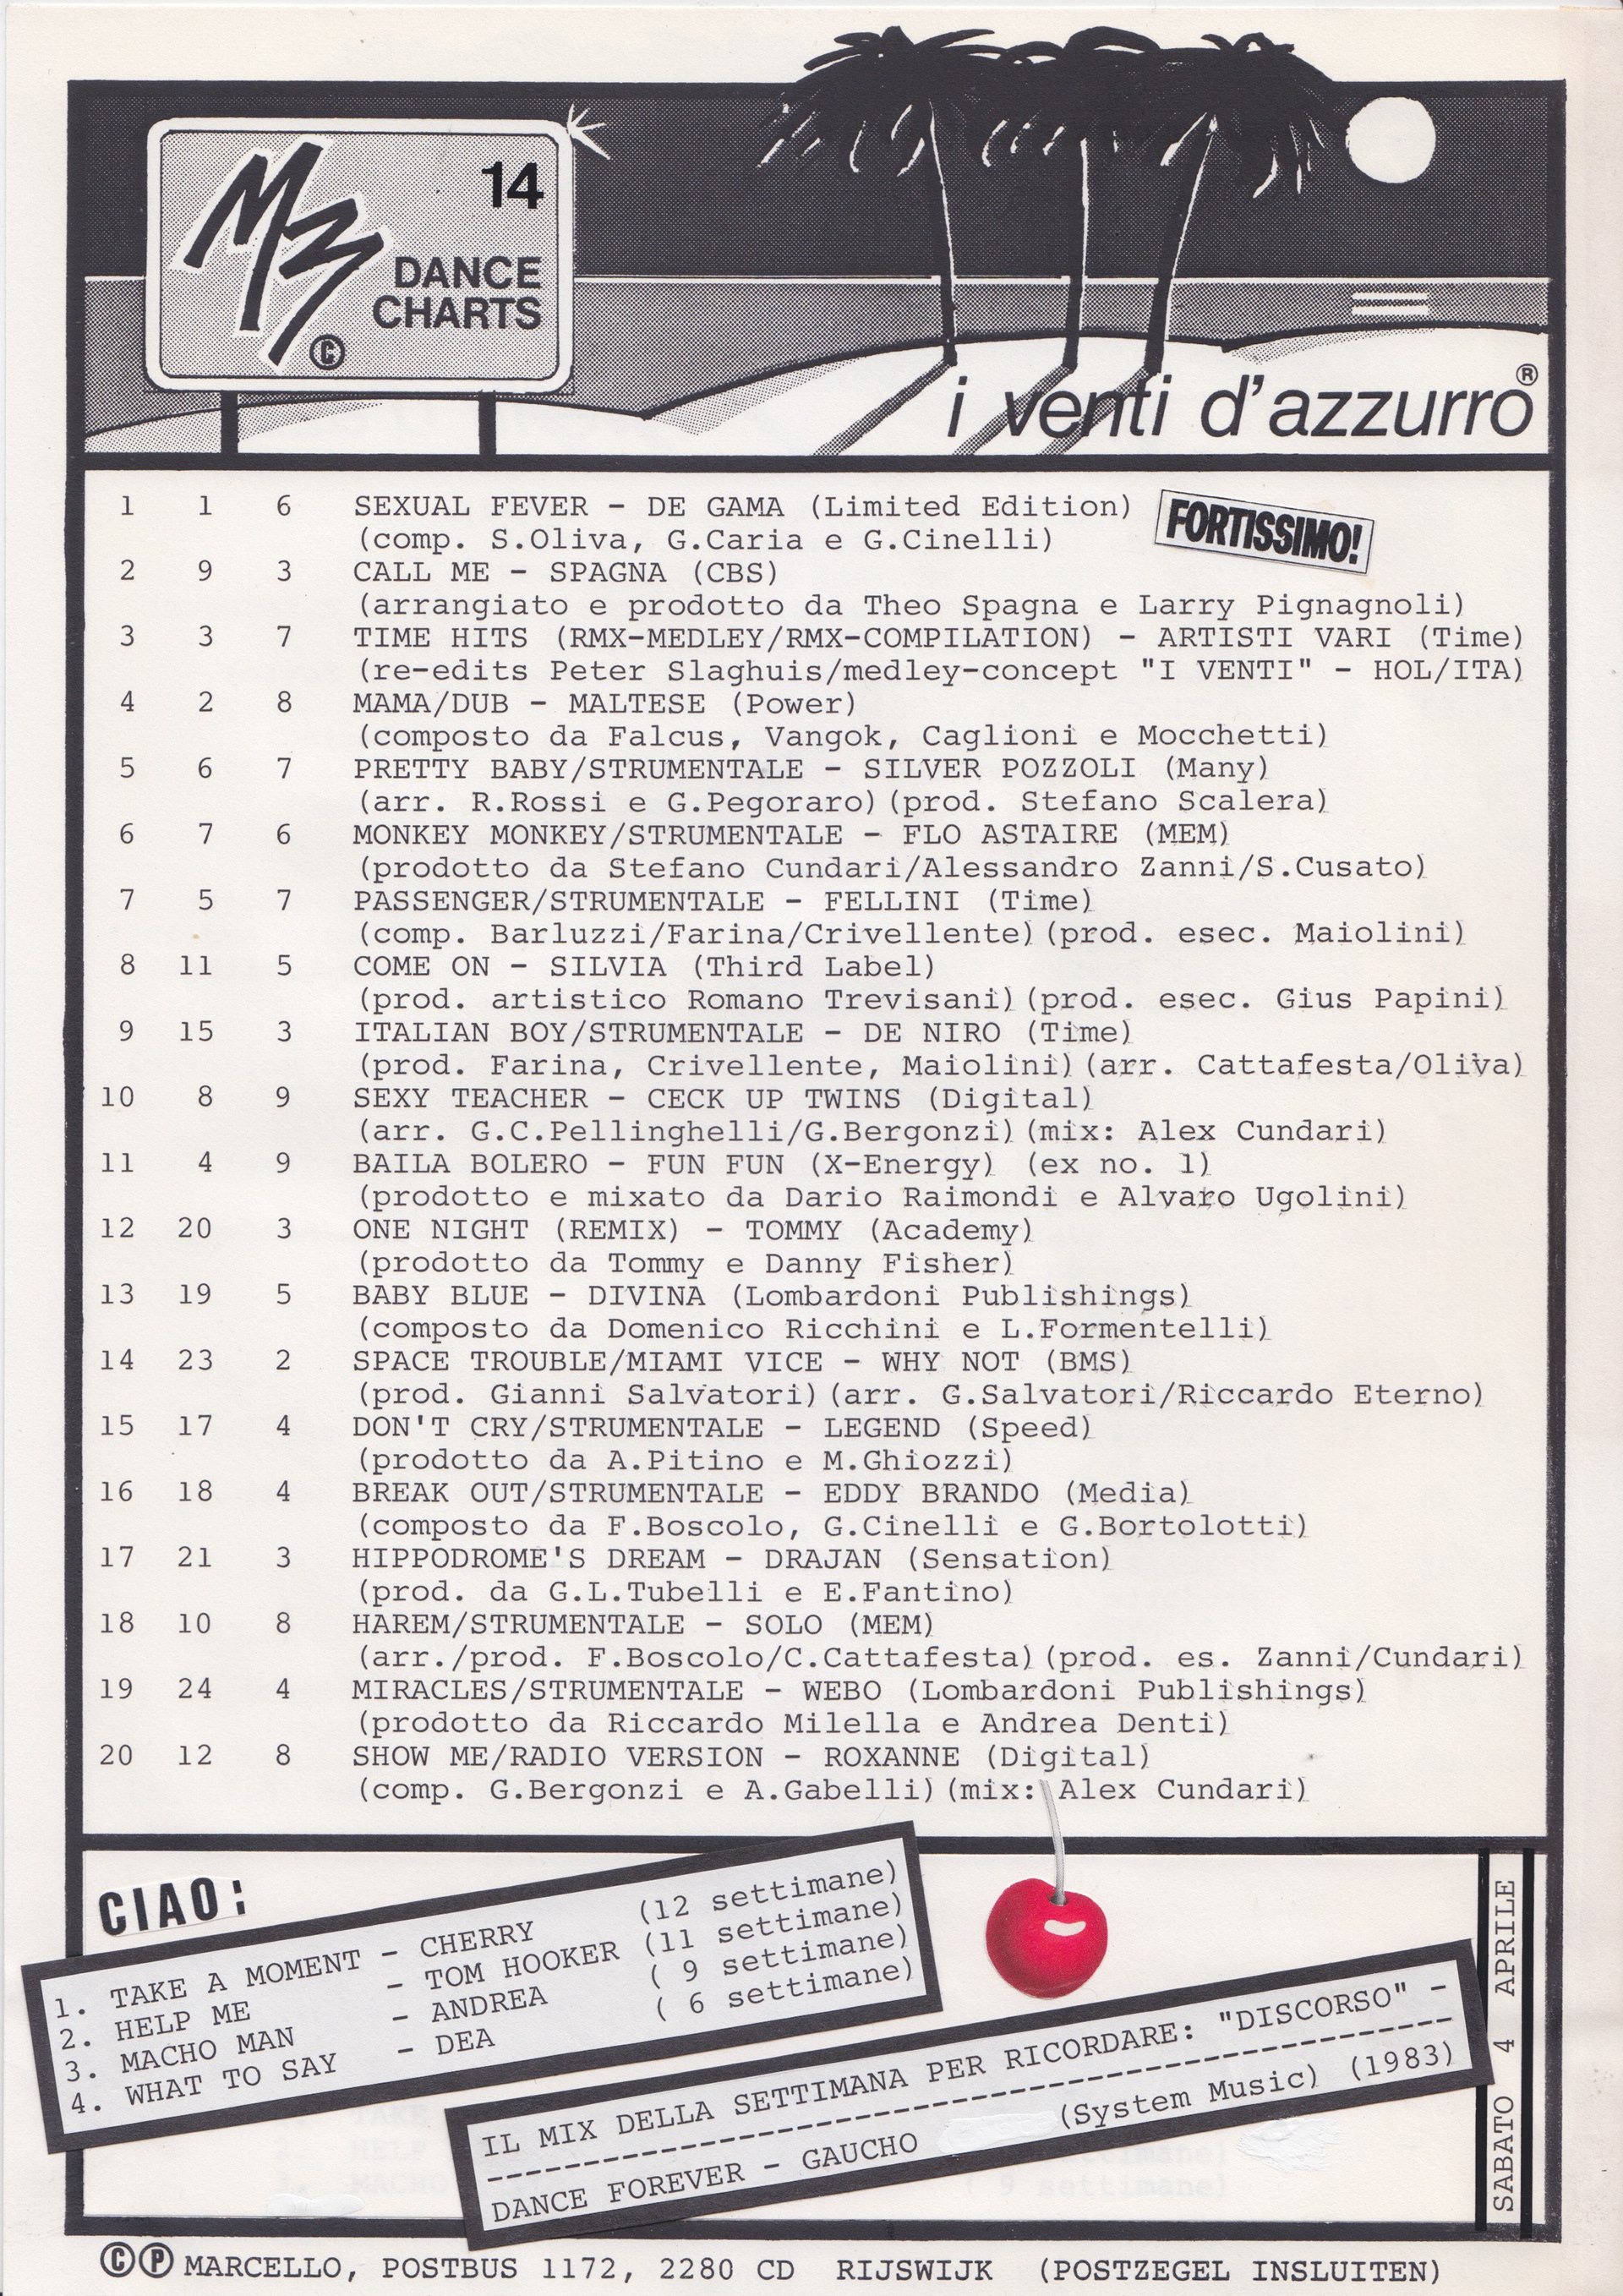 M3
14
DANCE
CHARTS
©
i venti d'azzurro®
1 1 6 SEXUAL FEVER - DE GAMA (Limited Edition)
FORTISSIMO!
(comp. S.Oliva, G.Caria e G.Cinelli)
2 9 3 CALL ME - SPAGNA (CBS)
(arrangiato e prodotto da Theo Spagna e Larry Pignagnoli)
3 3 7 TIME HITS (RMX-MEDLEY/RMX-COMPILATION) - ARTISTI VARI (Time)
(re-edits Peter Slaghuis/medley-concept "I VENTI" - HOL/ITA)
4 2 8 MAMA/DUB - MALTESE (Power)
(composto da Falcus, Vangok, Caglioni e Mocchetti)
5 6 7 PRETTY BABY/STRUMENTALE - SILVER POZZOLI (Many)
(arr. R.Rossi e G.Pegoraro)(prod. Stefano Scalera)
6 7 6 MONKEY MONKEY/STRUMENTALE - FLO ASTAIRE (MEM)
(prodotto da Stefano Cundari/Alessandro Zanni/S.Cusato)
7 5 7 PASSENGER/STRUMENTALE - FELLINI (Time)
(comp. Barluzzi/Farina/Crivellente)(prod. esec. Maiolini)
8 11 5 COME ON - SILVIA (Third Label)
(prod. artistico Romano Trevisani)(prod. esec. Gius Papini)
9 15 3 ITALIAN BOY/STRUMENTALE - DE NIRO (Time)
(prod. Farina, Crivellente, Maiolini)(arr. Cattafesta/Oliva)
10 8 9 SEXY TEACHER - CECK UP TWINS (Digital)
(arr. G.C.Pellinghelli/G.Bergonzi)(mix: Alex Cundari)
11 4 9 BAILA BOLERO - FUN FUN (X-Energy) (ex no. 1)
(prodotto e mixato da Dario Raimondi e Alvaro Ugolini)
12 20 3 ONE NIGHT (REMIX) - TOMMY (Academy)
(prodotto da Tommy e Danny Fisher)
13 19 5 BABY BLUE - DIVINA (Lombardoni Publishings)
(composto da Domenico Ricchini e L.Formentelli)
14 23 2 SPACE TROUBLE/MIAMI VICE - WHY NOT (BMS)
(prod. Gianni Salvatori)(arr. G.Salvatori/Riccardo Eterno)
15 17 4 DON'T CRY/STRUMENTALE - LEGEND (Speed)
(prodotto da A.Pitino e M.Ghiozzi)
16 18 4 BREAK OUT/STRUMENTALE - EDDY BRANDO (Media)
(composto da F.Boscolo, G.Cinelli e G.Bortolotti)
17 21 3 HIPPODROME'S DREAM - DRAJAN (Sensation)
(prod. da G.L.Tubelli e E.Fantino)
18 10 8 HAREM/STRUMENTALE - SOLO (MEM)
(arr./prod. F.Boscolo/C.Cattafesta)(prod. es. Zanni/Cundari)
19 24 4 MIRACLES/STRUMENTALE - WEBO (Lombardoni Publishings)
(prodotto da Riccardo Milella e Andrea Denti)
20 12 8 SHOW ME/RADIO VERSION - ROXANNE (Digital)
(comp. G.Bergonzi e A.Gabelli)(mix: Alex Cundari)
CIAO:
1. TAKE A MOMENT - CHERRY (12 settimane)
2. HELP ME - TOM HOOKER (11 settimane)
3. MACHO MAN - ANDREA ( 9 settimane)
4. WHAT TO SAY - DEA ( 6 settimane)
IL MIX DELLA SETTIMANA PER RICORDARE: "DISCORSO" -
DANCE FOREVER - GAUCHO (System Music) (1983)
SABATO 4 APRILE
©Ⓟ MARCELLO, POSTBUS 1172, 2280 CD RIJSWIJK (POSTZEGEL INSLUITEN)